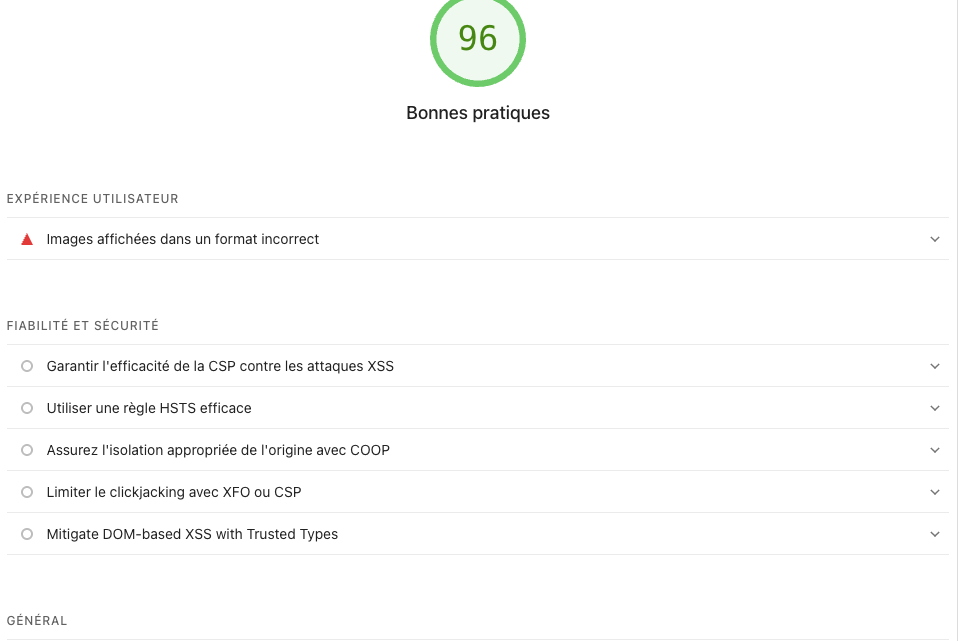 96
Bonnes pratiques
EXPÉRIENCE UTILISATEUR
Images affichées dans un format incorrect
FIABILITÉ ET SÉCURITÉ
Garantir l'efficacité de la CSP contre les attaques XSS
Utiliser une règle HSTS efficace
Assurez l'isolation appropriée de l'origine avec COOP
Limiter le clickjacking avec XFO ou CSP
Mitigate DOM-based XSS with Trusted Types
GÉNÉRAL